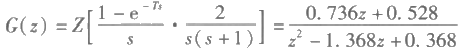 G(z) = Z[ (1 - e^{-Ts})/s · 2/(s(s+1)) ] = (0.736z + 0.528)/(z² - 1.368z + 0.368)